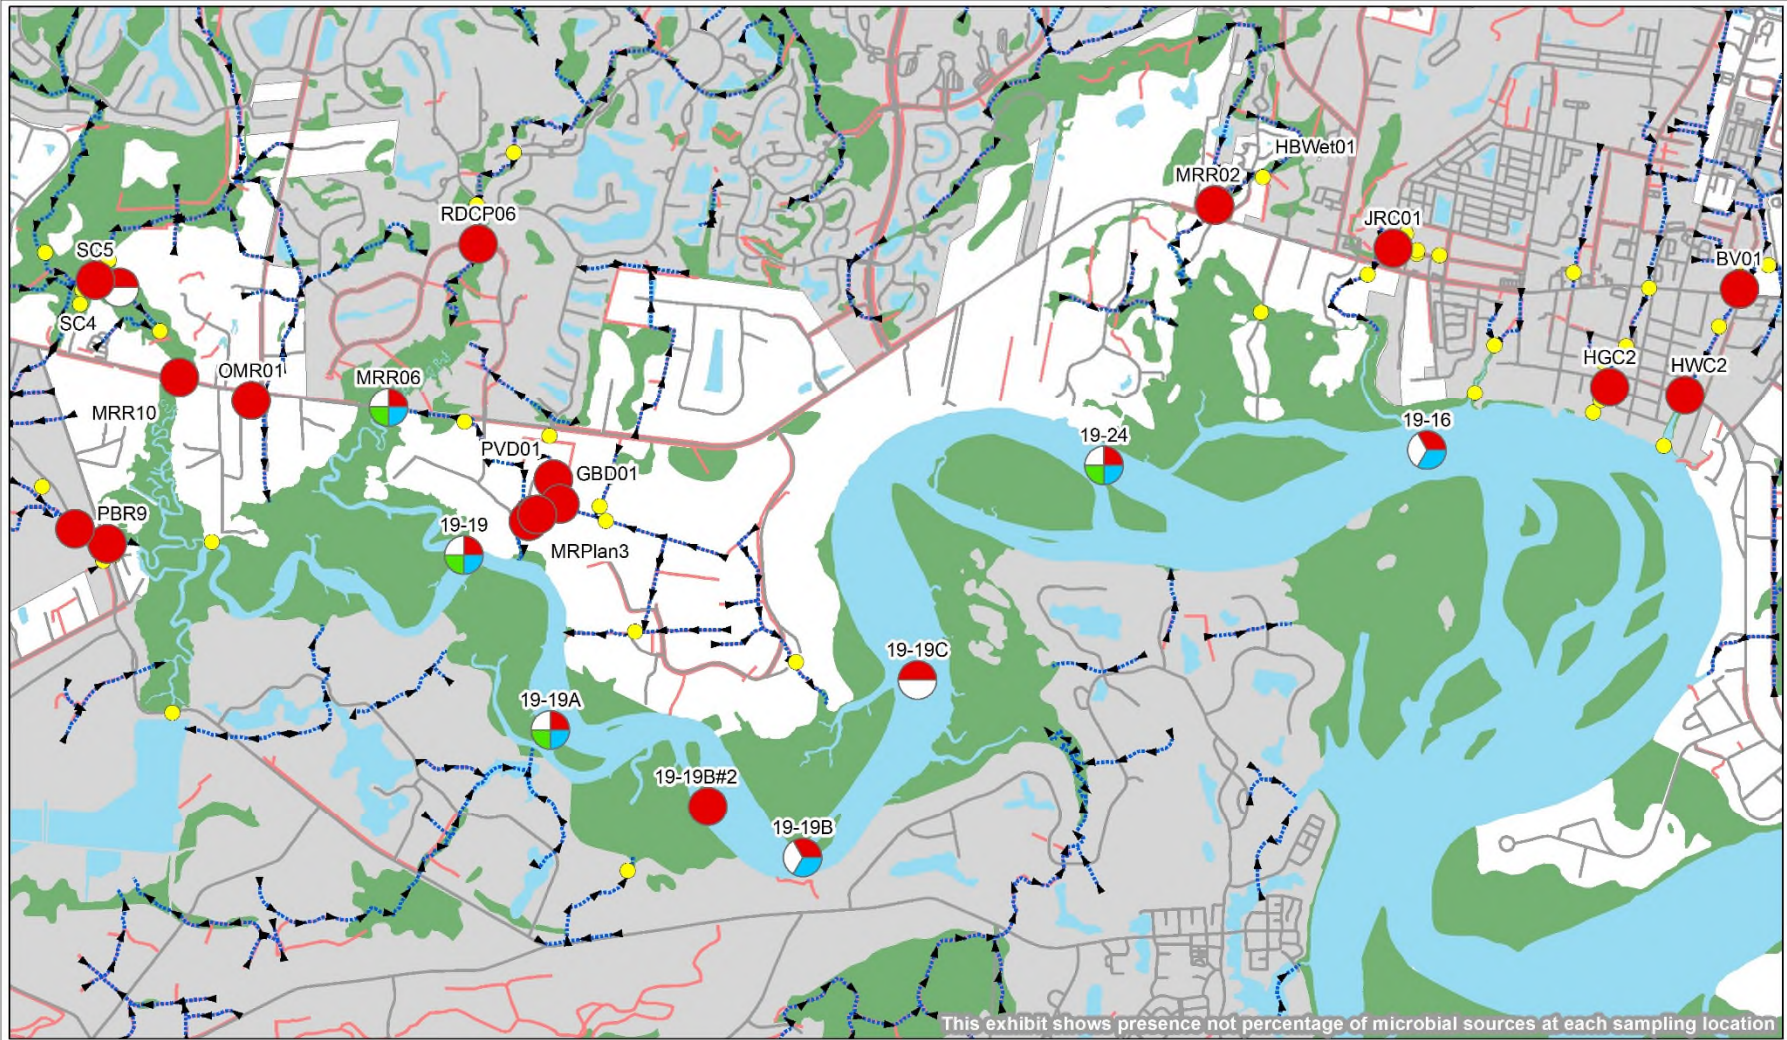 HBWet01
MRR02
RDCP06
JRC01
SC5
BV01
SC4
HGC2
HWC2
OMR01
MRR06
MRR10
19-16
19-24
PVD01
GBD01
PBR9
19-19
MRPlan3
19-19C
19-19A
19-19B#2
19-19B
This exhibit shows presence not percentage of microbial sources at each sampling location